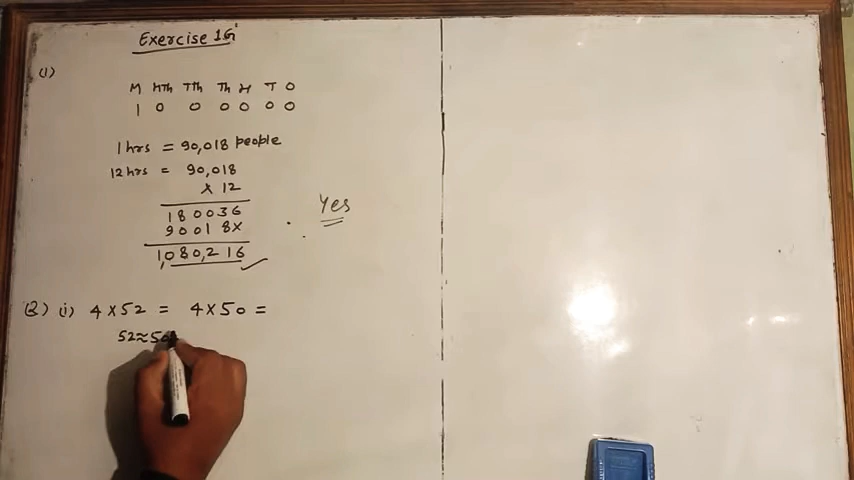 Exercise 1G
(1)
M HTh TTh Th H T O
1 0 0 0 0 0 0
1 hrs = 90,018 people
12 hrs = 90,018
x 12
180036
90018x
1,080,216 ✓
Yes
(2) (i) 4 x 52 = 4 x 50 =
52≈50